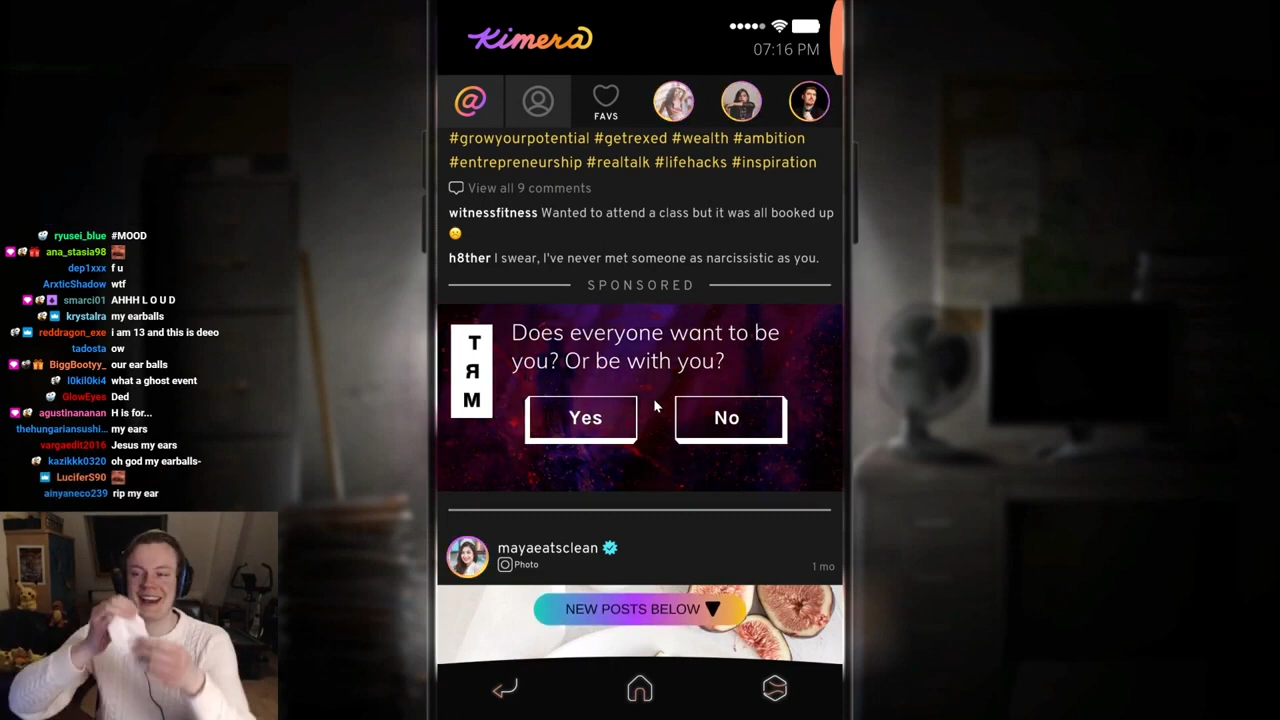 Kimera
07:16 PM
FAVS
#growyourpotential #getrexed #wealth #ambition
#entrepreneurship #realtalk #lifehacks #inspiration
View all 9 comments
witnessfitness Wanted to attend a class but it was all booked up
h8ther I swear, I've never met someone as narcissistic as you.
SPONSORED
T
Я
M
Does everyone want to be
you? Or be with you?
Yes
No
mayaeatsclean
Photo
1 mo
NEW POSTS BELOW
ryusei_blue #MOOD
ana_stasia98
dep1xxx f u
ArxticShadow wtf
smarci01 AHHH L O U D
krystalra my earballs
reddragon_exe i am 13 and this is deeo
tadosta ow
BiggBootyy_ our ear balls
l0kil0ki4 what a ghost event
GlowEyes Ded
agustinanan H is for...
thehungariansushi... my ears
vargaedit2016 Jesus my ears
kazikkk0320 oh god my earballs-
LuciferS90
ainyaneco239 rip my ear